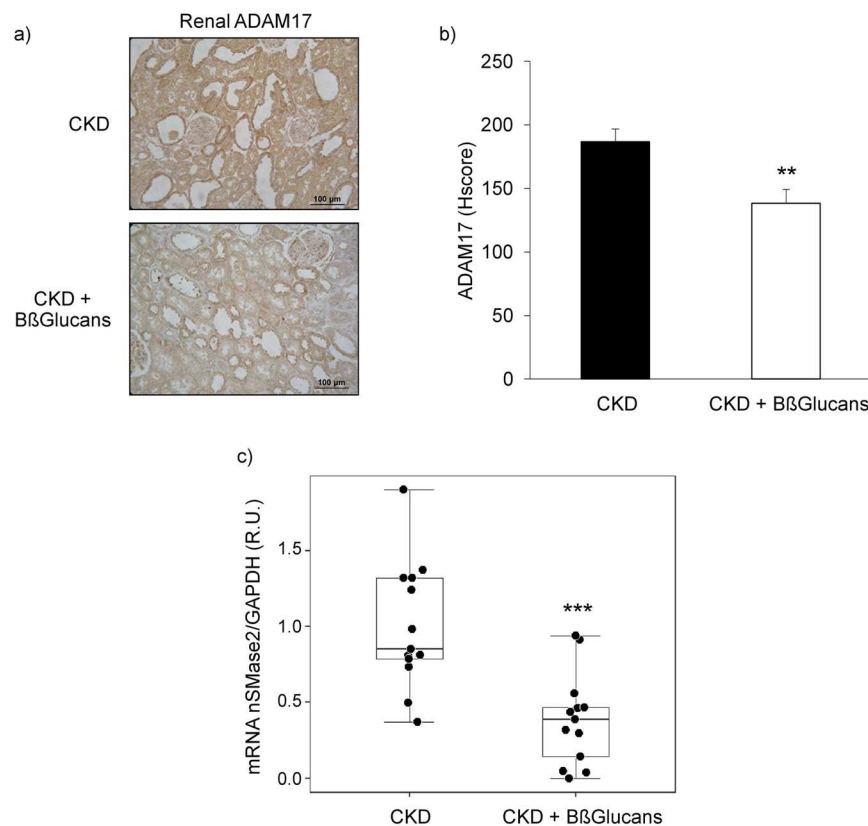 Renal ADAM17
a)
CKD
100 µm
CKD +
BßGlucans
100 µm
b)
ADAM17 (Hscore)
250
200
150
100
50
0
**
CKD
CKD + BßGlucans
c)
mRNA nSMase2/GAPDH (R.U.)
1.5
1.0
0.5
0.0
***
CKD
CKD + BßGlucans